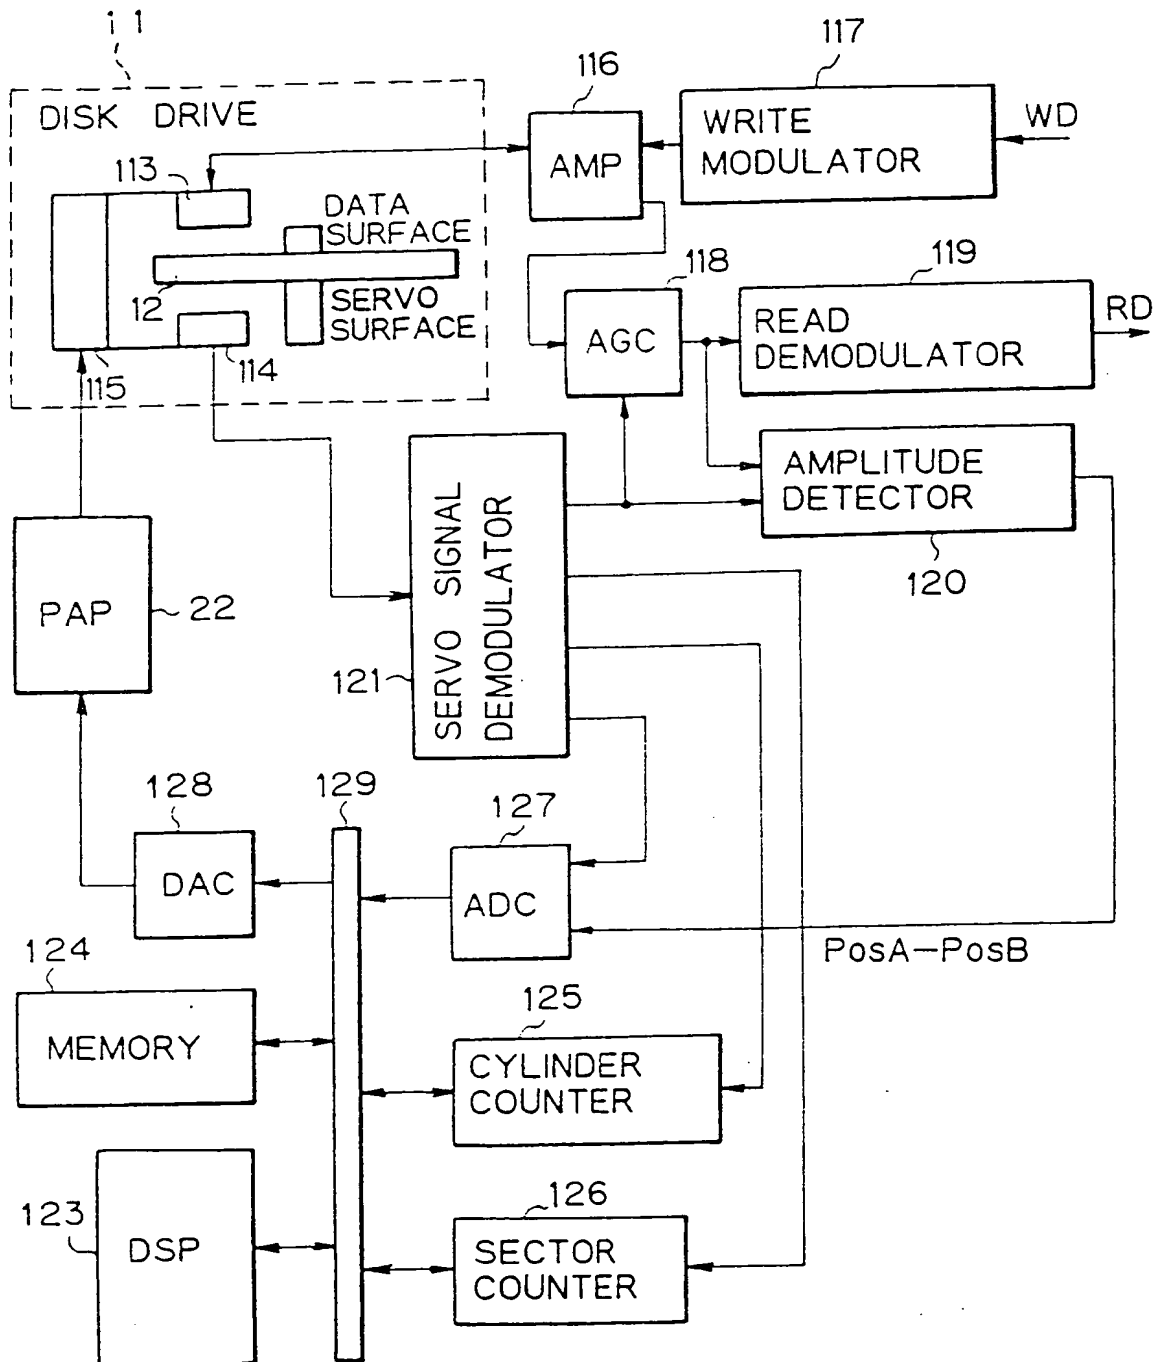 11
DISK DRIVE
113
DATA
SURFACE
12
SERVO
SURFACE
115
114
116
AMP
117
WRITE
MODULATOR
WD
118
AGC
119
READ
DEMODULATOR
RD
AMPLITUDE
DETECTOR
120
SERVO SIGNAL
DEMODULATOR
121
PAP
22
128
DAC
129
127
ADC
PosA-PosB
124
MEMORY
125
CYLINDER
COUNTER
123
DSP
126
SECTOR
COUNTER